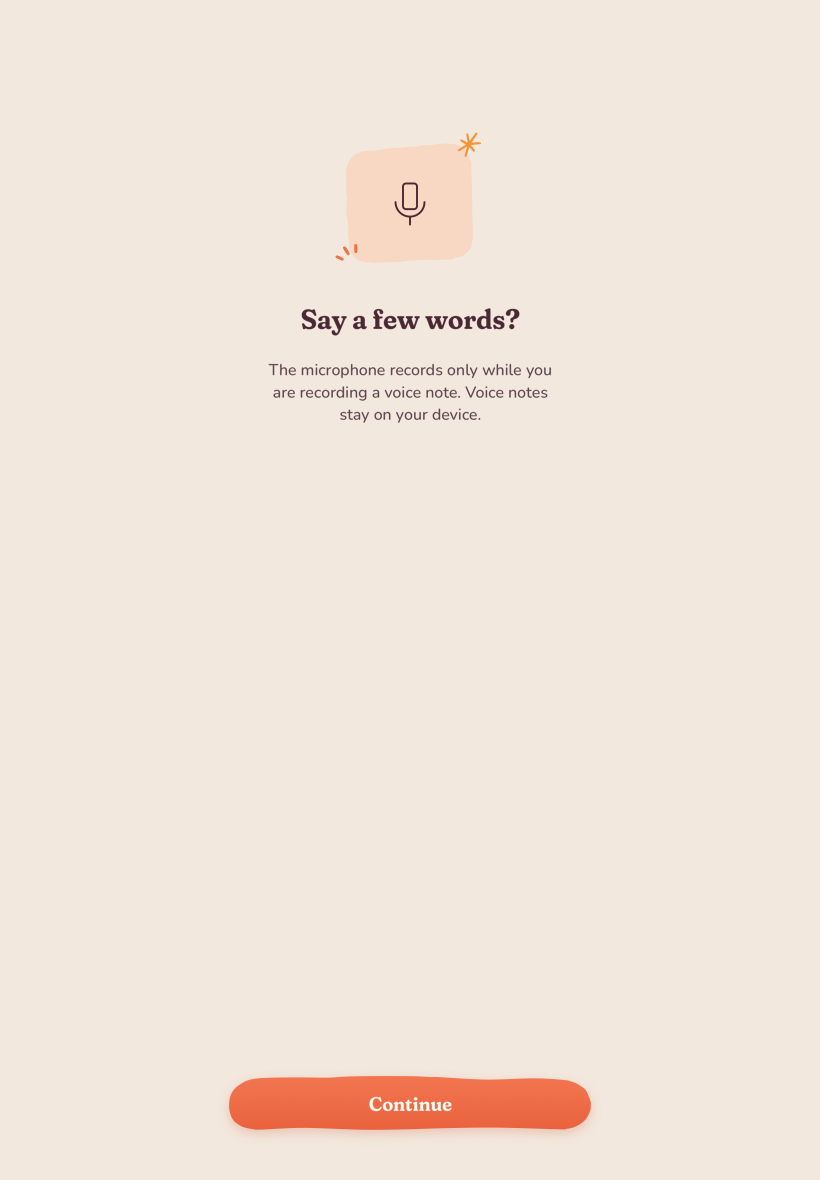 Say a few words?
The microphone records only while you
are recording a voice note. Voice notes
stay on your device.
Continue